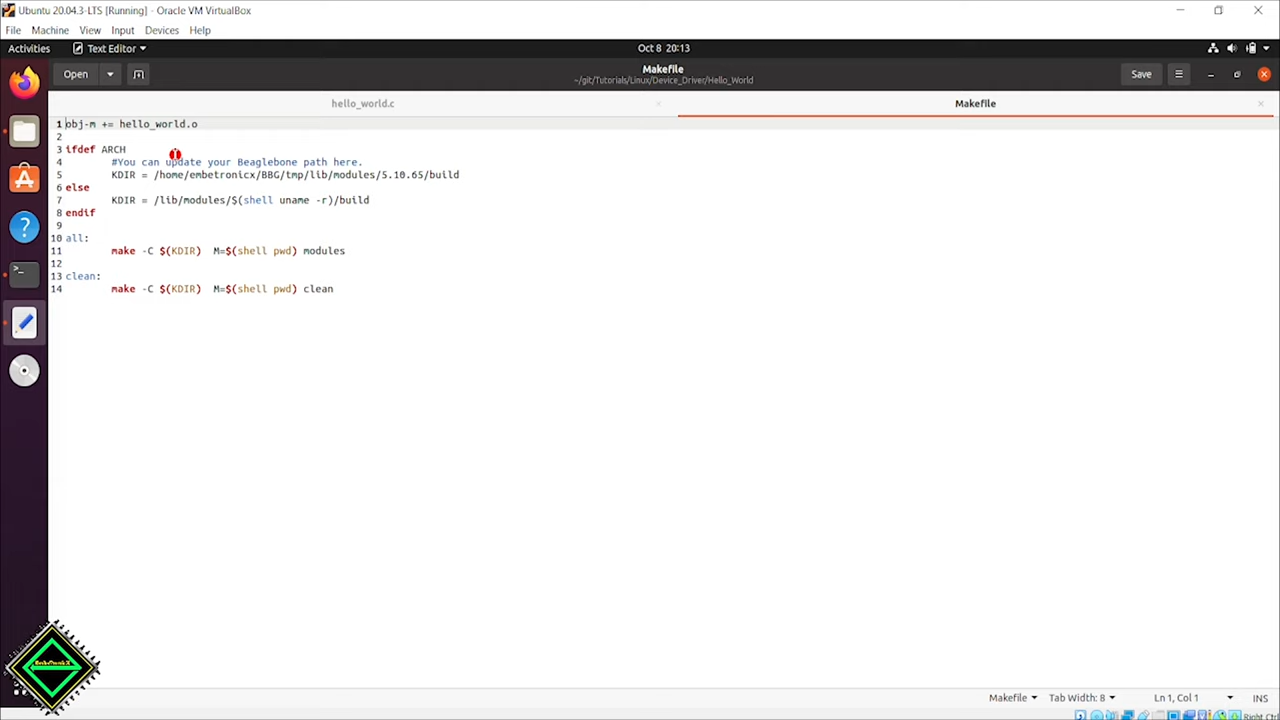 Ubuntu 20.04.3-LTS [Running] - Oracle VM VirtualBox
File Machine View Input Devices Help
Activities Text Editor Oct 8 20:13
Open Makefile Save
~/git/Tutorials/Linux/Device_Driver/Hello_World
hello_world.c Makefile
1 obj-m += hello_world.o
2
3 ifdef ARCH
4 #You can update your Beaglebone path here.
5 KDIR = /home/embetronicx/BBG/tmp/lib/modules/5.10.65/build
6 else
7 KDIR = /lib/modules/$(shell uname -r)/build
8 endif
9
10 all:
11 make -C $(KDIR)  M=$(shell pwd) modules
12
13 clean:
14 make -C $(KDIR)  M=$(shell pwd) clean
EmbeTronicX
Makefile Tab Width: 8 Ln 1, Col 1 INS
Right Ctrl